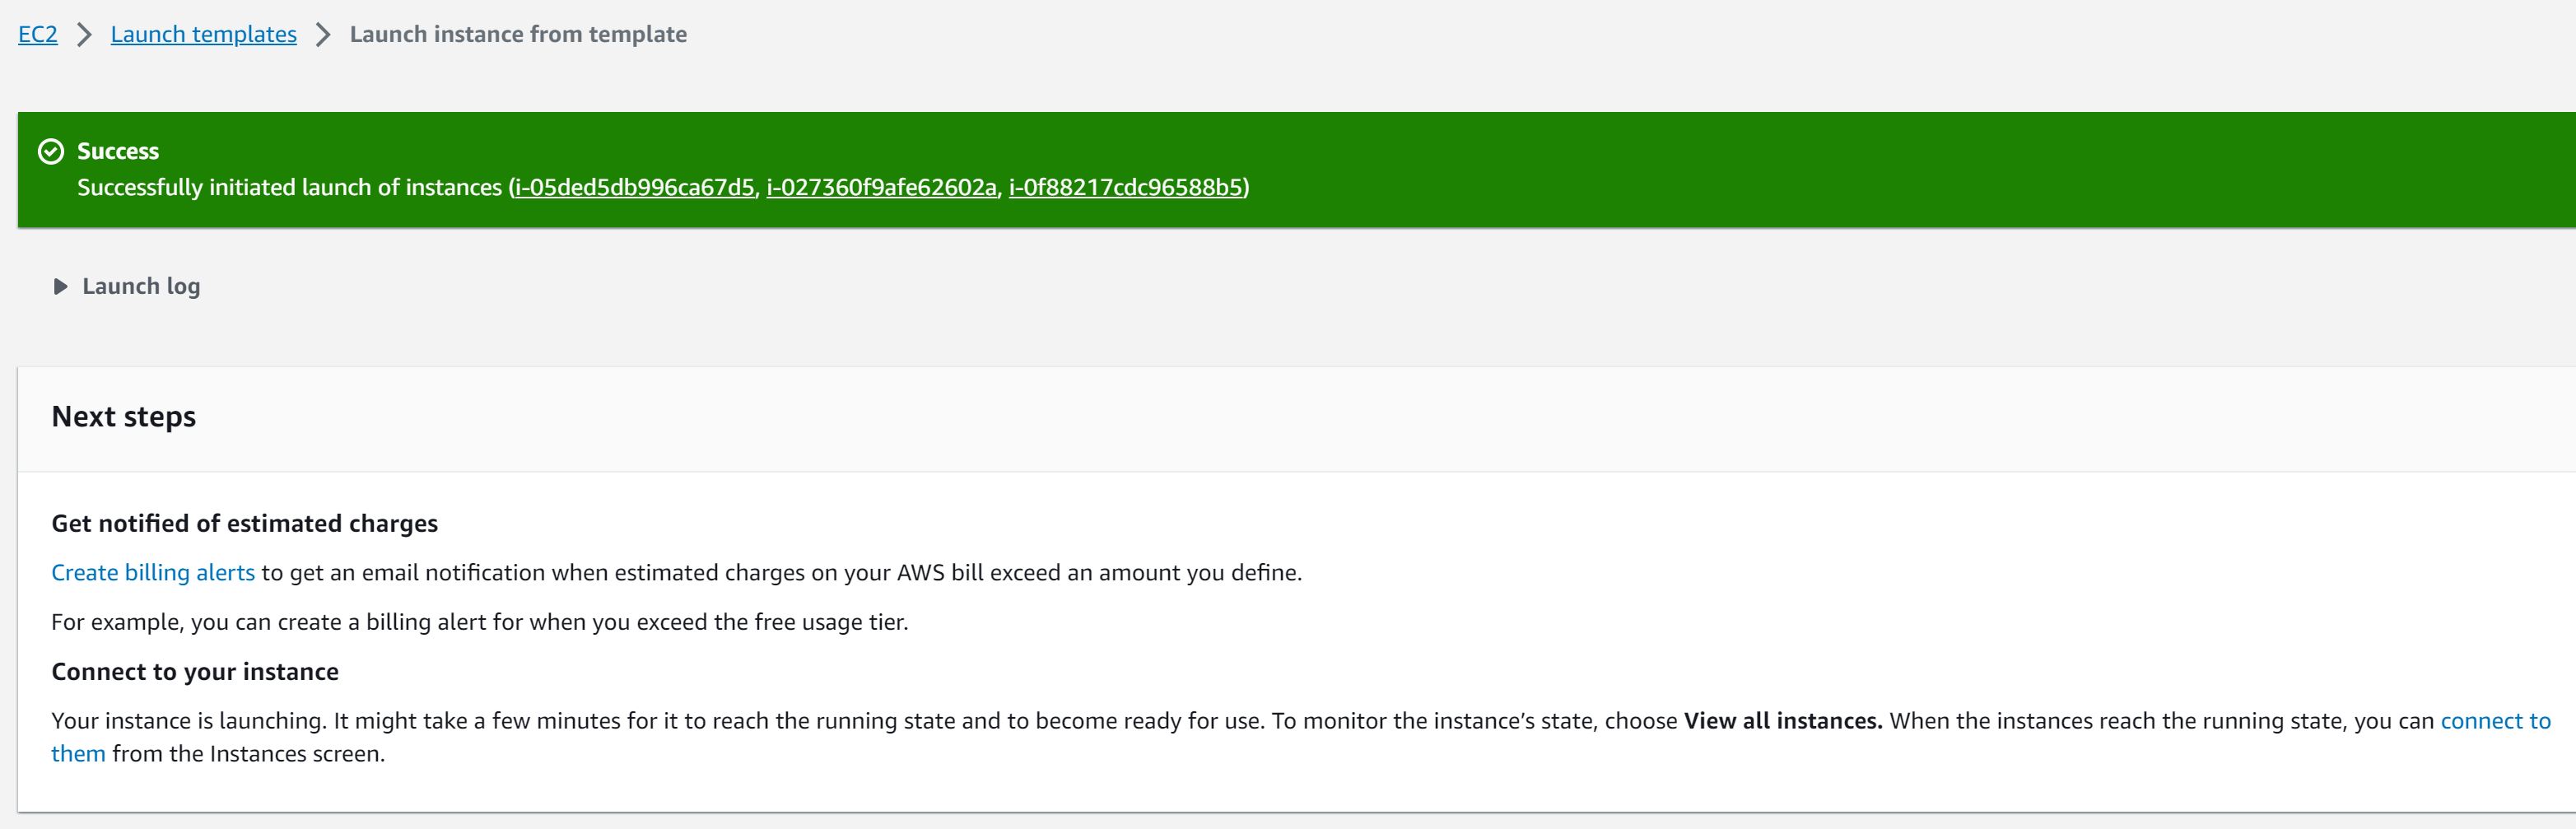 EC2 Launch templates Launch instance from template
Success
Successfully initiated launch of instances (i-05ded5db996ca67d5, i-027360f9afe62602a, i-0f88217cdc96588b5)
Launch log
Next steps
Get notified of estimated charges
Create billing alerts to get an email notification when estimated charges on your AWS bill exceed an amount you define.
For example, you can create a billing alert for when you exceed the free usage tier.
Connect to your instance
Your instance is launching. It might take a few minutes for it to reach the running state and to become ready for use. To monitor the instance’s state, choose View all instances. When the instances reach the running state, you can connect to
them from the Instances screen.